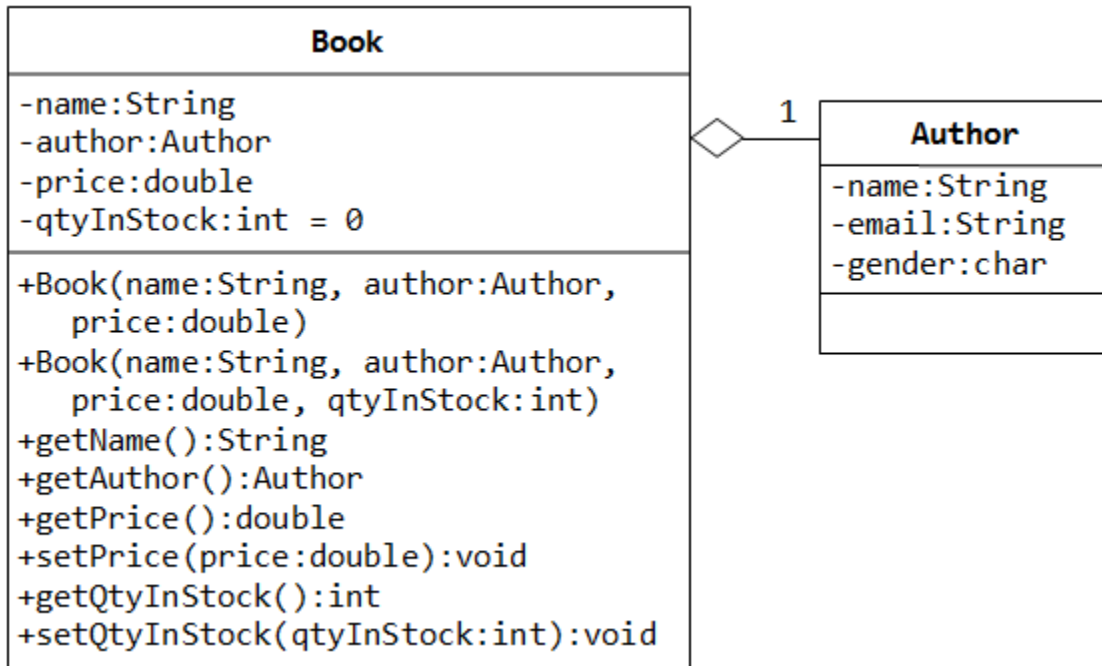 Book
-name:String
-author:Author
-price:double
-qtyInStock:int = 0
+Book(name:String, author:Author,
price:double)
+Book(name:String, author:Author,
price:double, qtyInStock:int)
+getName():String
+getAuthor():Author
+getPrice():double
+setPrice(price:double):void
+getQtyInStock():int
+setQtyInStock(qtyInStock:int):void
1
Author
-name:String
-email:String
-gender:char